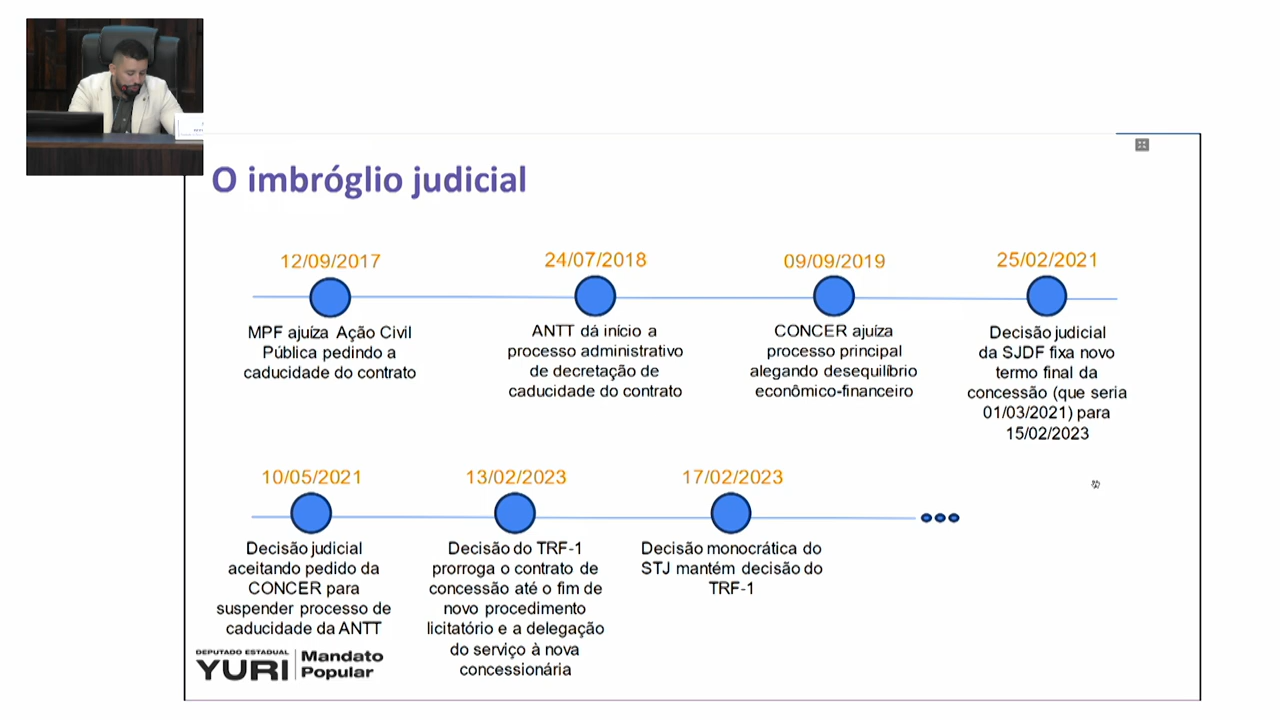 O imbróglio judicial
12/09/2017
MPF ajuíza Ação Civil
Pública pedindo a
caducidade do contrato
24/07/2018
ANTT dá início a
processo administrativo
de decretação de
caducidade do contrato
09/09/2019
CONCER ajuíza
processo principal
alegando desequilíbrio
econômico-financeiro
25/02/2021
Decisão judicial
da SJDF fixa novo
termo final da
concessão (que seria
01/03/2021) para
15/02/2023
10/05/2021
Decisão judicial
aceitando pedido da
CONCER para
suspender processo de
caducidade da ANTT
13/02/2023
Decisão do TRF-1
prorroga o contrato de
concessão até o fim de
novo procedimento
licitatório e a delegação
do serviço à nova
concessionária
17/02/2023
Decisão monocrática do
STJ mantém decisão do
TRF-1
DEPUTADO ESTADUAL
YURI
Mandato
Popular